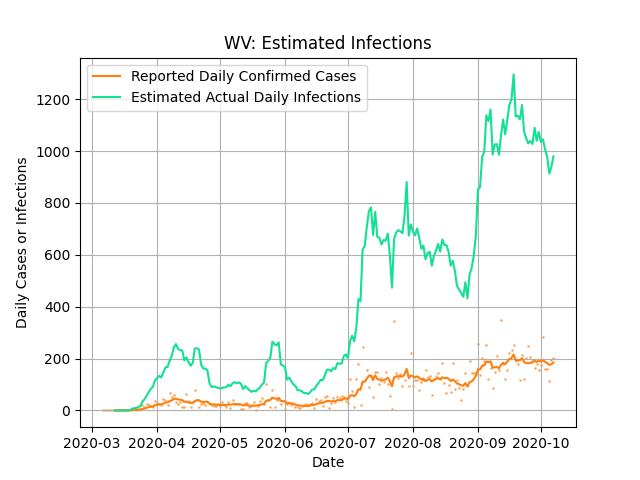 WV: Estimated Infections
Reported Daily Confirmed Cases
Estimated Actual Daily Infections
Daily Cases or Infections
1200
1000
800
600
400
200
0
2020-03 2020-04 2020-05 2020-06 2020-07 2020-08 2020-09 2020-10
Date